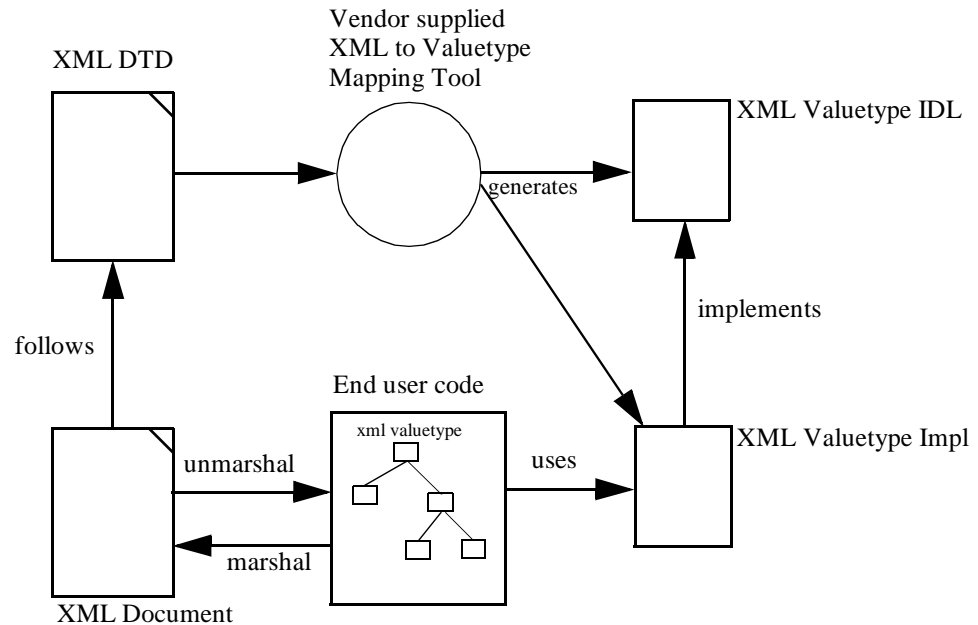 Vendor supplied
XML to Valuetype
Mapping Tool
XML DTD
XML Valuetype IDL
generates
follows
implements
End user code
xml valuetype
XML Valuetype Impl
unmarshal
uses
marshal
XML Document